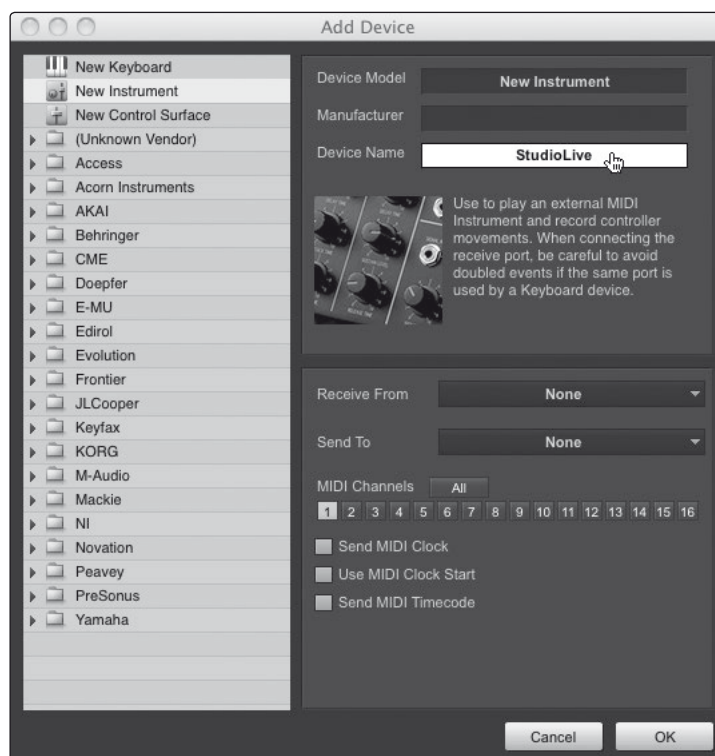 Add Device
New Keyboard
New Instrument
New Control Surface
(Unknown Vendor)
Access
Acorn Instruments
AKAI
Behringer
CME
Doepfer
E-MU
Edirol
Evolution
Frontier
JLCooper
Keyfax
KORG
M-Audio
Mackie
NI
Novation
Peavey
PreSonus
Yamaha
Device Model New Instrument
Manufacturer
Device Name StudioLive
Use to play an external MIDI
Instrument and record controller
movements. When connecting the
receive port, be careful to avoid
doubled events if the same port is
used by a Keyboard device.
Receive From None
Send To None
MIDI Channels All
1 2 3 4 5 6 7 8 9 10 11 12 13 14 15 16
Send MIDI Clock
Use MIDI Clock Start
Send MIDI Timecode
Cancel OK